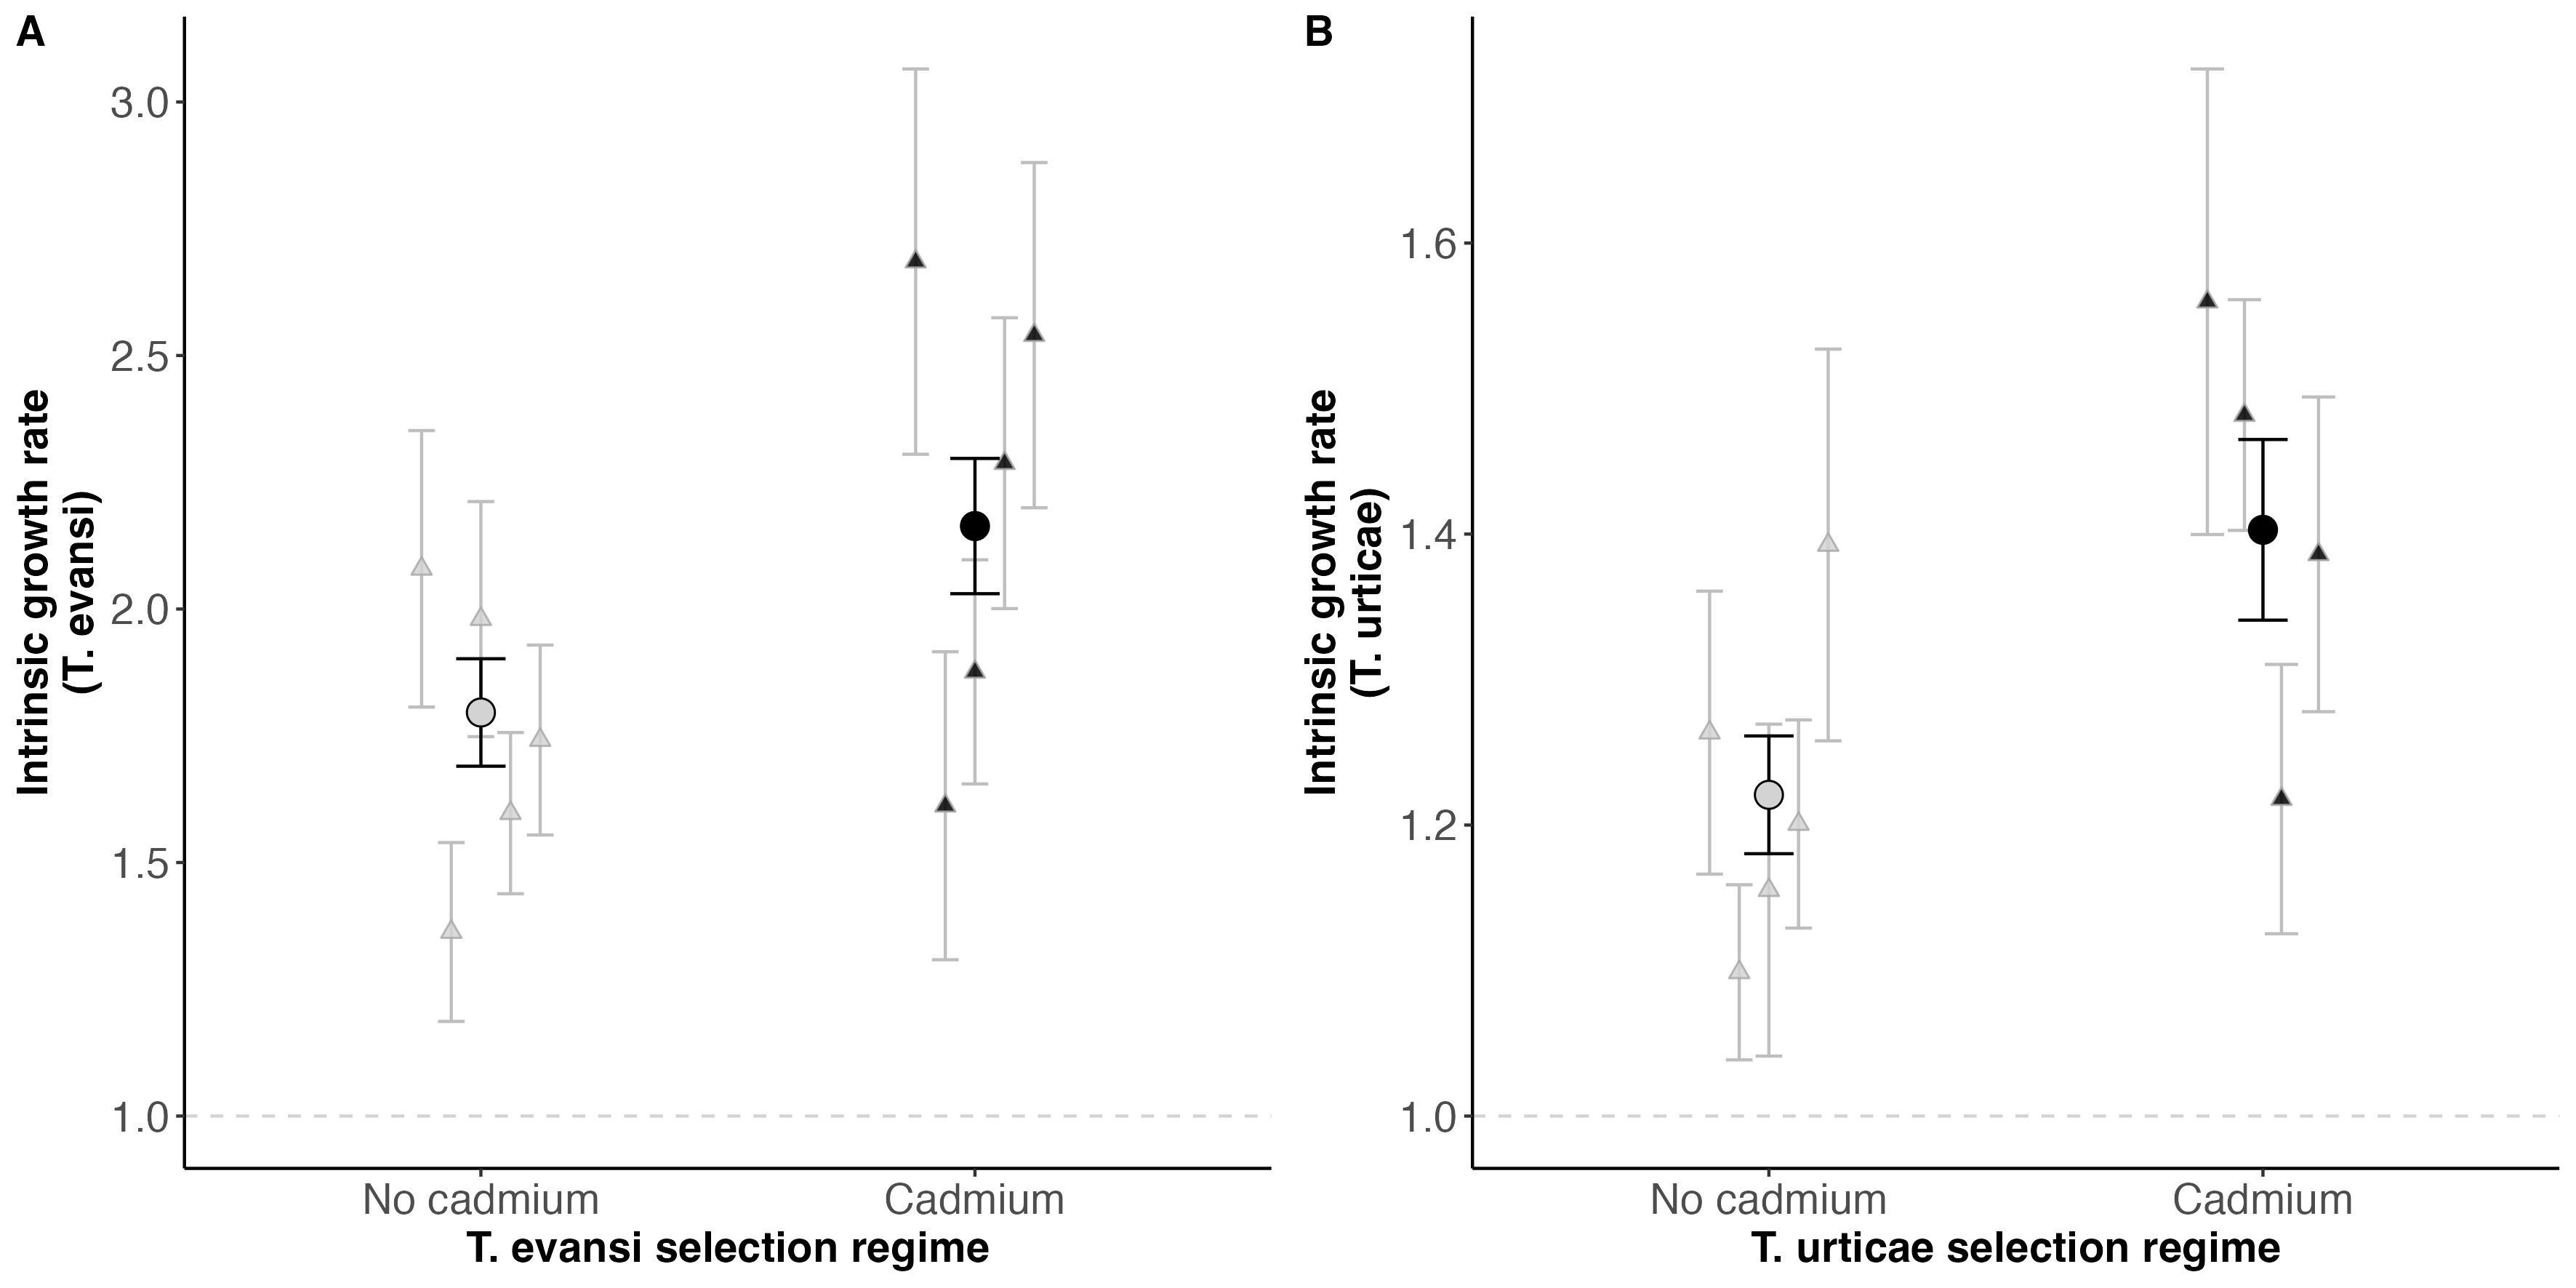 A
Intrinsic growth rate
(T. evansi)
3.0
2.5
2.0
1.5
1.0
No cadmium
Cadmium
T. evansi selection regime
B
Intrinsic growth rate
(T. urticae)
1.6
1.4
1.2
1.0
No cadmium
Cadmium
T. urticae selection regime